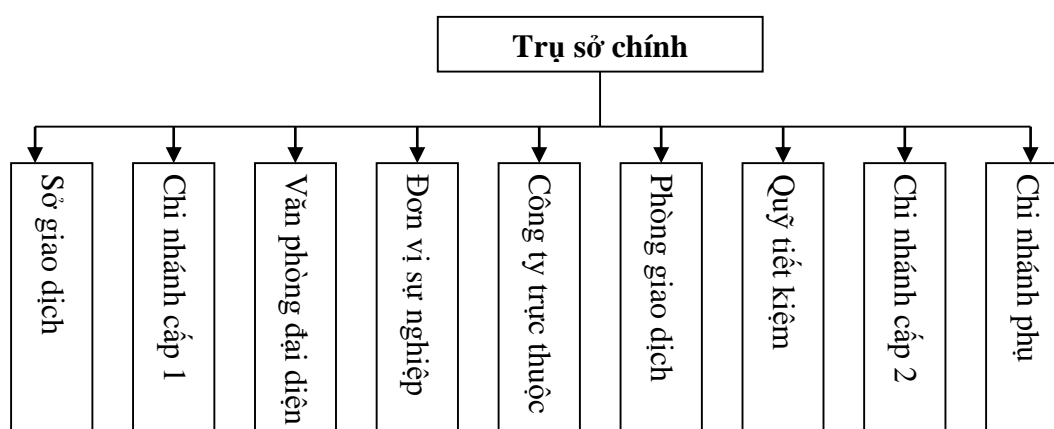 Trụ sở chính
Sở giao dịch
Chi nhánh cấp 1
Văn phòng đại diện
Đơn vị sự nghiệp
Công ty trực thuộc
Phòng giao dịch
Quỹ tiết kiệm
Chi nhánh cấp 2
Chi nhánh phụ